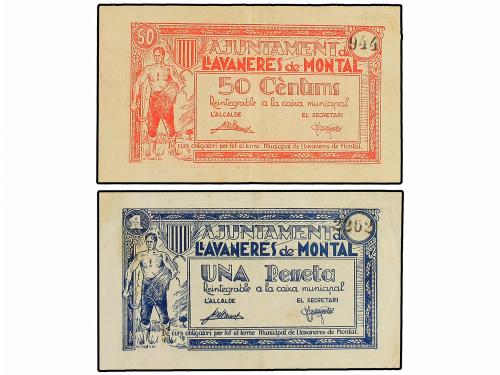 50
AJUNTAMENT de
944
LLAVANERES de MONTAL
50 Cèntims
Reintegrable a la caixa municipal
L'ALCALDE EL SECRETARI
curs obligatori per tot el terme Municipal de Llavaneres de Montal.
1
AJUNTAMENT de
2262
LLAVANERES de MONTAL
UNA Pesseta
Reintegrable a la caixa municipal
L'ALCALDE EL SECRETARI
curs obligatori per tot el terme Municipal de Llavaneres de Montal.